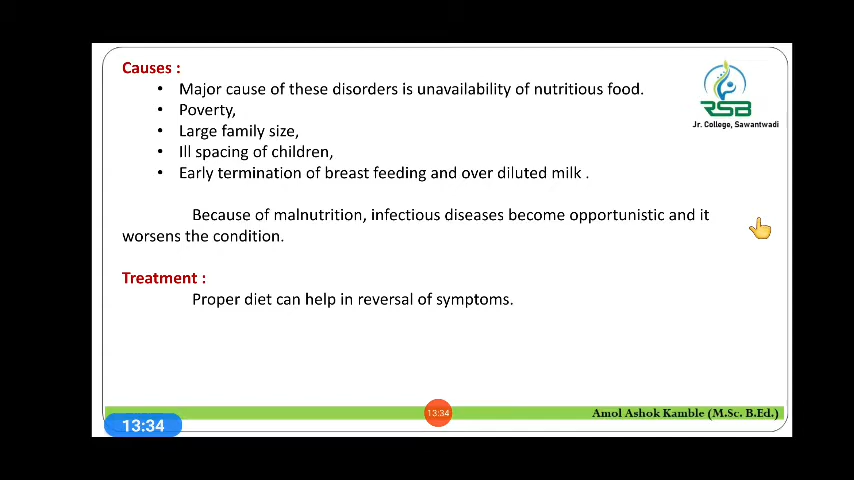 Causes :
• Major cause of these disorders is unavailability of nutritious food.
• Poverty,
• Large family size,
• Ill spacing of children,
• Early termination of breast feeding and over diluted milk .
RSB
Jr. College, Sawantwadi
Because of malnutrition, infectious diseases become opportunistic and it
worsens the condition.
Treatment :
Proper diet can help in reversal of symptoms.
13:34
Amol Ashok Kamble (M.Sc. B.Ed.)
13:34